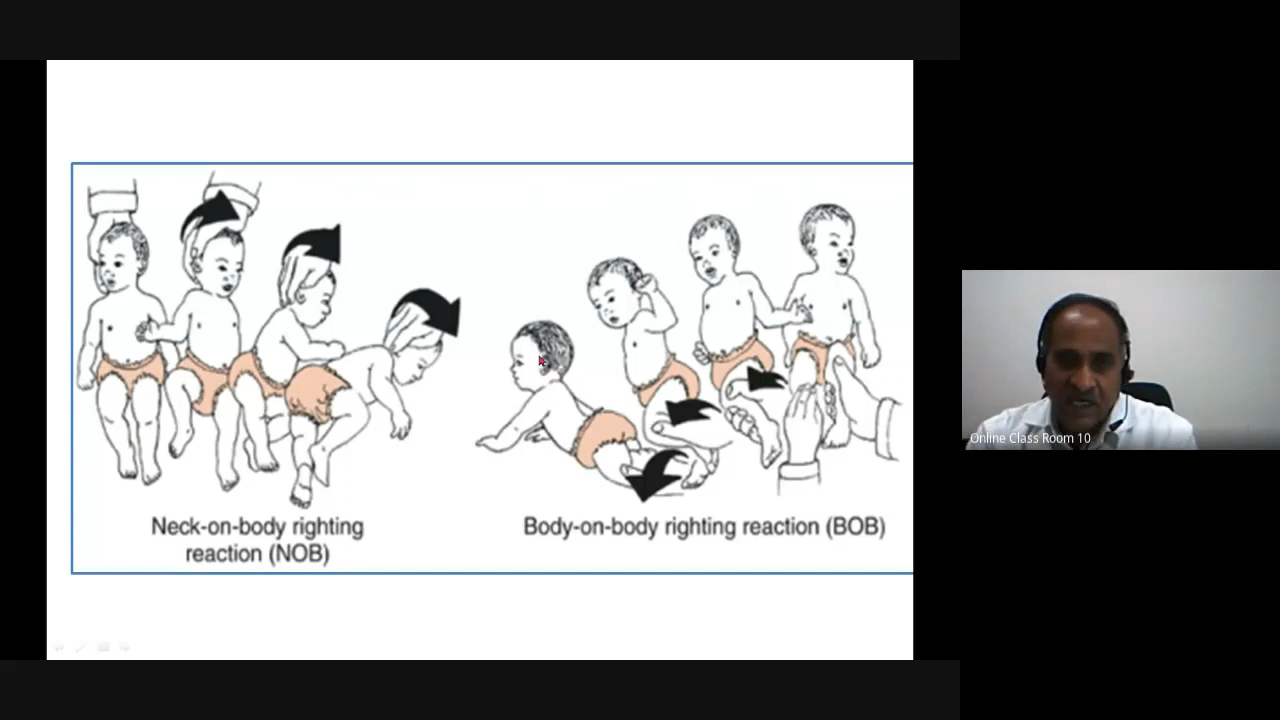 Neck-on-body righting
reaction (NOB)
Body-on-body righting reaction (BOB)
Online Class Room 10